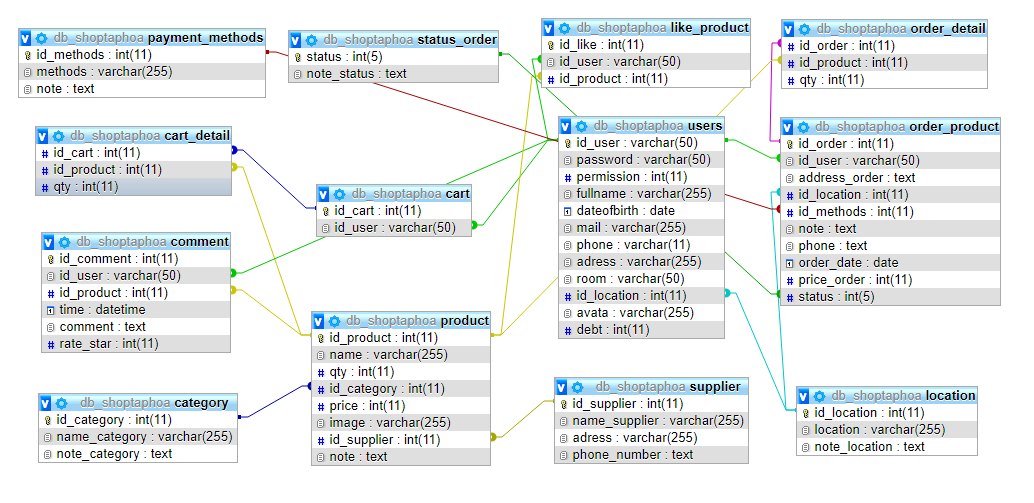 db_shoptaphoa payment_methods
id_methods : int(11)
methods : varchar(255)
note : text
db_shoptaphoa status_order
status : int(5)
note_status : text
db_shoptaphoa like_product
id_like : int(11)
id_user : varchar(50)
id_product : int(11)
db_shoptaphoa order_detail
id_order : int(11)
id_product : int(11)
qty : int(11)
db_shoptaphoa cart_detail
id_cart : int(11)
id_product : int(11)
qty : int(11)
db_shoptaphoa cart
id_cart : int(11)
id_user : varchar(50)
db_shoptaphoa users
id_user : varchar(50)
password : varchar(50)
permission : int(11)
fullname : varchar(255)
dateofbirth : date
mail : varchar(255)
phone : varchar(11)
adress : varchar(255)
room : varchar(50)
id_location : int(11)
avata : varchar(255)
debt : int(11)
db_shoptaphoa order_product
id_order : int(11)
id_user : varchar(50)
address_order : text
id_location : int(11)
id_methods : int(11)
note : text
phone : text
order_date : date
price_order : int(11)
status : int(5)
db_shoptaphoa comment
id_comment : int(11)
id_user : varchar(50)
id_product : int(11)
time : datetime
comment : text
rate_star : int(11)
db_shoptaphoa product
id_product : int(11)
name : varchar(255)
qty : int(11)
id_category : int(11)
price : int(11)
image : varchar(255)
id_supplier : int(11)
note : text
db_shoptaphoa category
id_category : int(11)
name_category : varchar(255)
note_category : text
db_shoptaphoa supplier
id_supplier : int(11)
name_supplier : varchar(255)
adress : varchar(255)
phone_number : text
db_shoptaphoa location
id_location : int(11)
location : varchar(255)
note_location : text